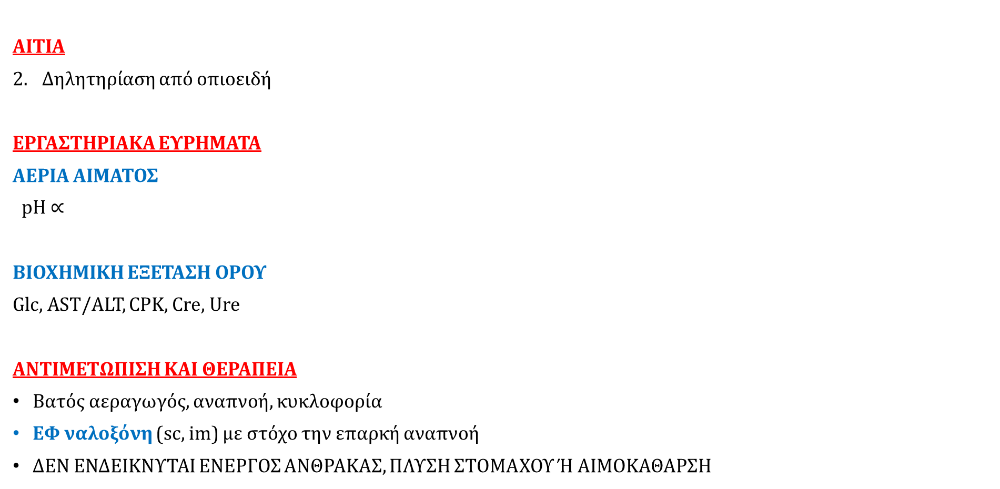 ΑΙΤΙΑ
2. Δηλητηρίαση από οπιοειδή
ΕΡΓΑΣΤΗΡΙΑΚΑ ΕΥΡΗΜΑΤΑ
ΑΕΡΙΑ ΑΙΜΑΤΟΣ
pH ∝
ΒΙΟΧΗΜΙΚΗ ΕΞΕΤΑΣΗ ΟΡΟΥ
Glc, AST/ALT, CPK, Cre, Ure
ΑΝΤΙΜΕΤΩΠΙΣΗ ΚΑΙ ΘΕΡΑΠΕΙΑ
• Βατός αεραγωγός, αναπνοή, κυκλοφορία
• ΕΦ ναλοξόνη (sc, im) με στόχο την επαρκή αναπνοή
• ΔΕΝ ΕΝΔΕΙΚΝΥΤΑΙ ΕΝΕΡΓΟΣ ΑΝΘΡΑΚΑΣ, ΠΛΥΣΗ ΣΤΟΜΑΧΟΥ Ή ΑΙΜΟΚΑΘΑΡΣΗ